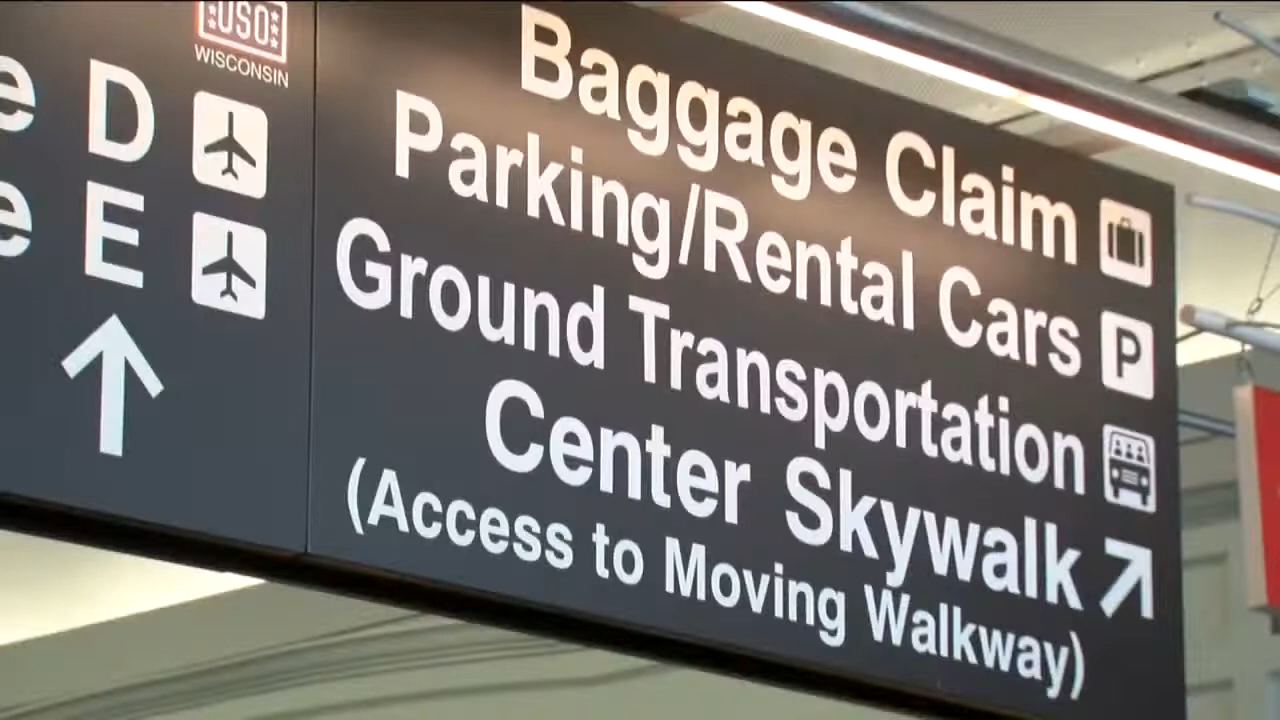 USO
WISCONSIN
e D
e E
Baggage Claim
Parking/Rental Cars
P
Ground Transportation
Center Skywalk
(Access to Moving Walkway)